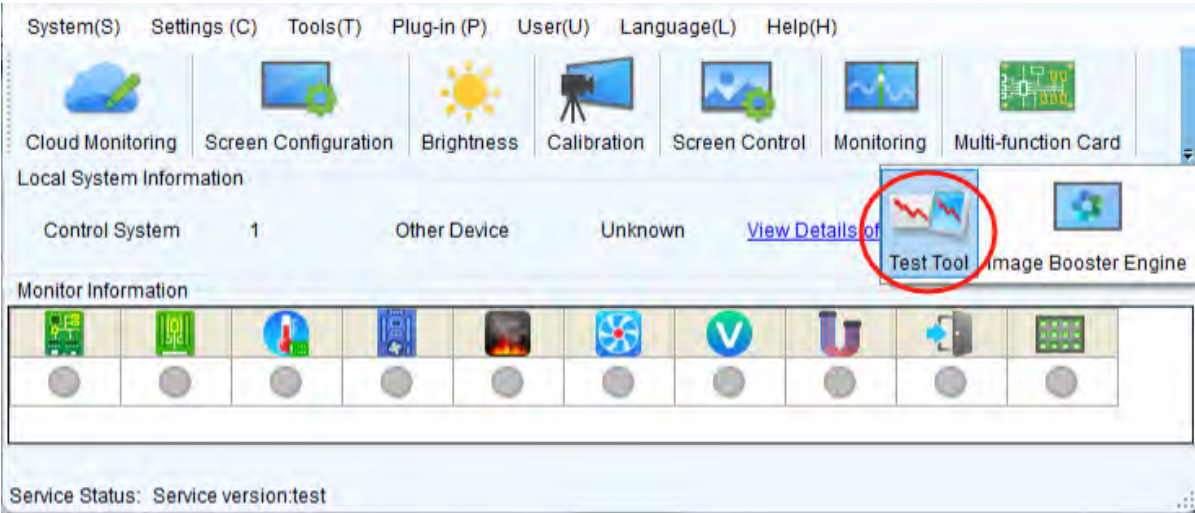 System(S) Settings (C) Tools(T) Plug-in (P) User(U) Language(L) Help(H)
Cloud Monitoring Screen Configuration Brightness Calibration Screen Control Monitoring Multi-function Card
Local System Information
Control System 1 Other Device Unknown View Details of
Test Tool Image Booster Engine
Monitor Information
V
Service Status: Service version:test